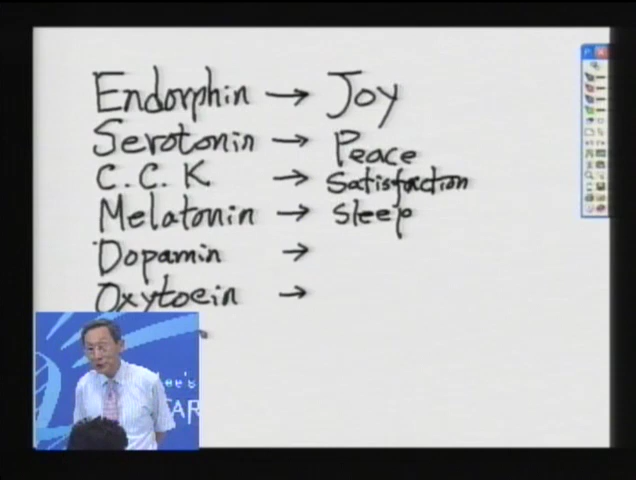 Endorphin → Joy
Serotonin → Peace
C. C. K → Satisfaction
Melatonin → Sleep
Dopamin →
Oxytocin →